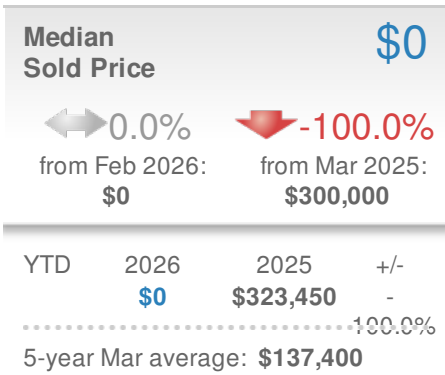 Median
Sold Price
$0
0.0%
-100.0%
from Feb 2026:
from Mar 2025:
$0
$300,000
YTD 2026 2025 +/-
$0 $323,450 -
100.0%
5-year Mar average: $137,400